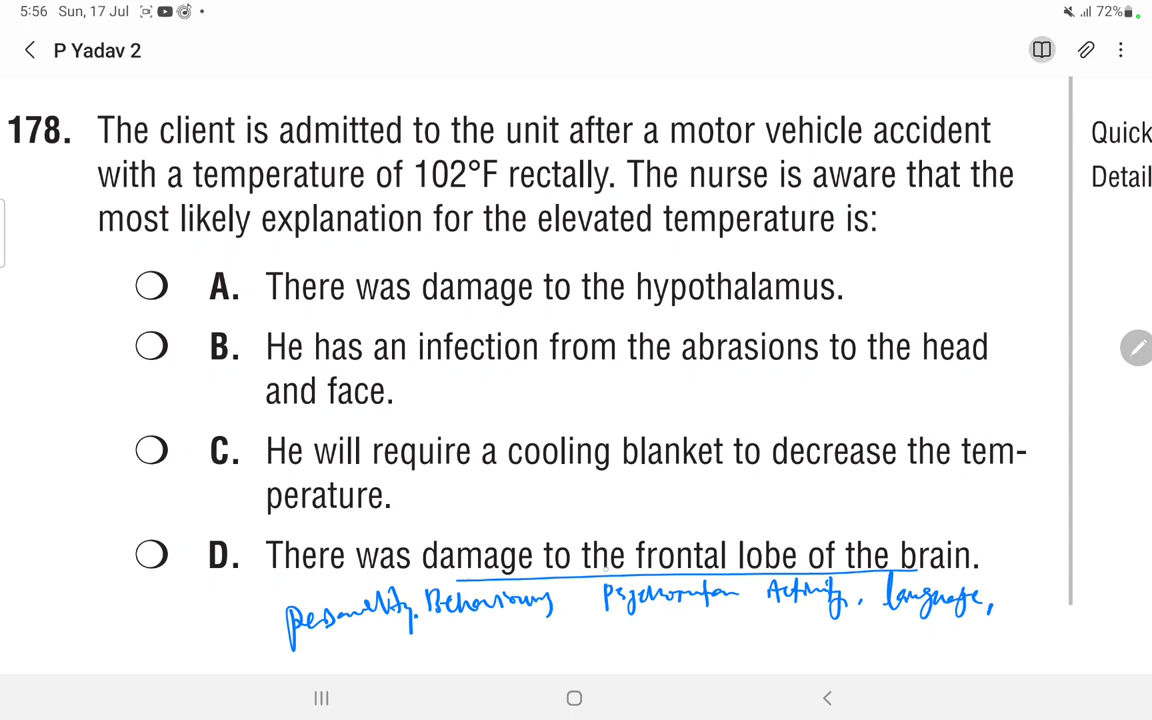 5:56 Sun, 17 Jul
72%
P Yadav 2
178. The client is admitted to the unit after a motor vehicle accident
with a temperature of 102°F rectally. The nurse is aware that the
most likely explanation for the elevated temperature is:
A. There was damage to the hypothalamus.
B. He has an infection from the abrasions to the head
and face.
C. He will require a cooling blanket to decrease the tem-
perature.
D. There was damage to the frontal lobe of the brain.
personality. Behaviours Psychomotor Activity. language,
Quick
Detail